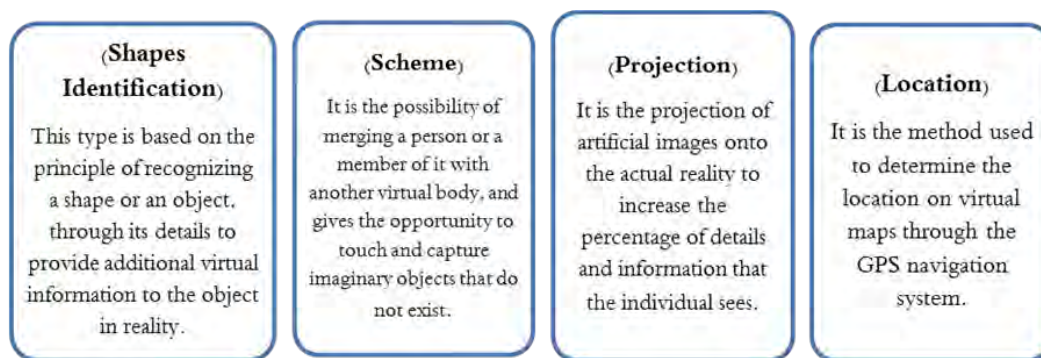 (Shapes
Identification)
This type is based on the
principle of recognizing
a shape or an object,
through its details to
provide additional virtual
information to the object
in reality.
(Scheme)
It is the possibility of
merging a person or a
member of it with
another virtual body, and
gives the opportunity to
touch and capture
imaginary objects that do
not exist.
(Projection)
It is the projection of
artificial images onto
the actual reality to
increase the
percentage of details
and information that
the individual sees.
(Location)
It is the method used
to determine the
location on virtual
maps through the
GPS navigation
system.